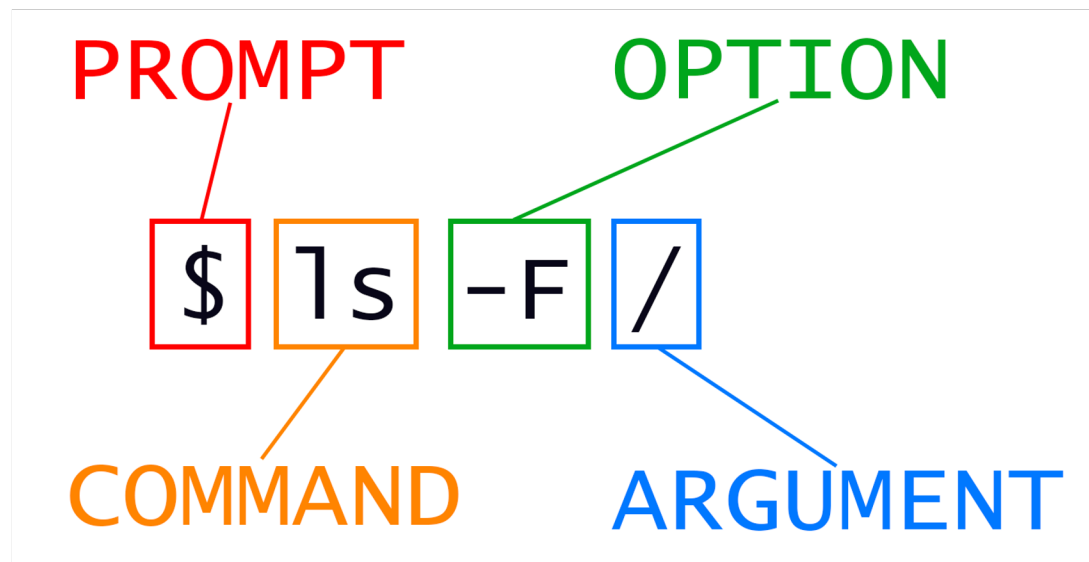 PROMPT OPTION
$ ls -F /
COMMAND ARGUMENT